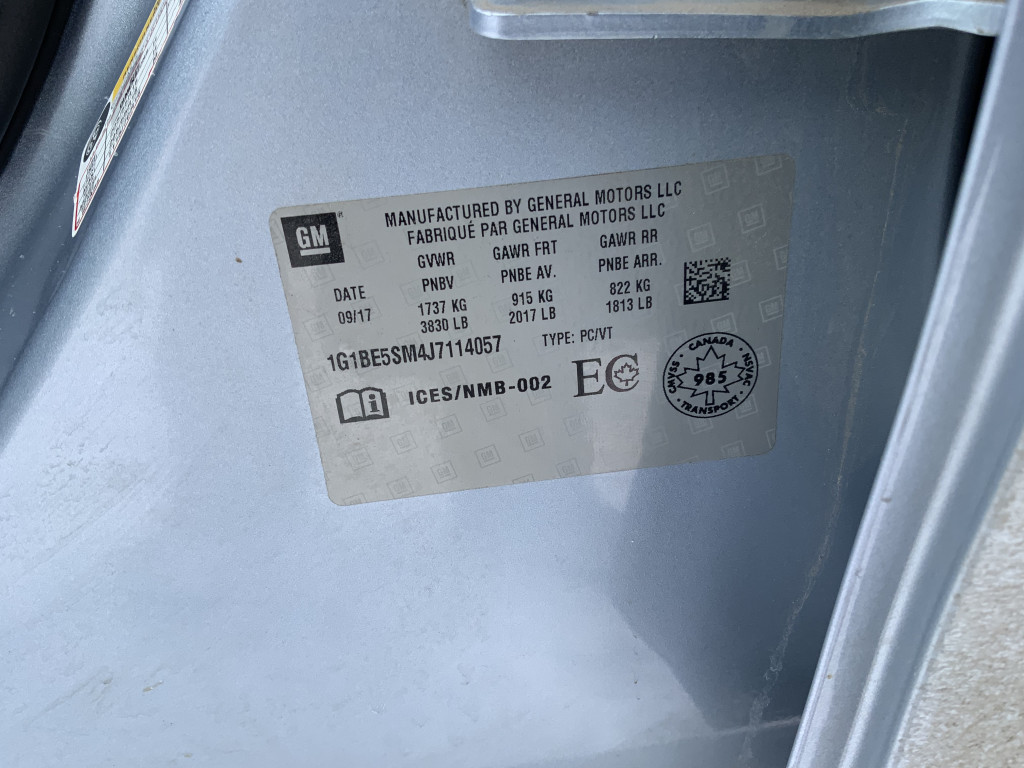 GM
MANUFACTURED BY GENERAL MOTORS LLC
FABRIQUÉ PAR GENERAL MOTORS LLC
GVWR GAWR FRT GAWR RR
DATE PNBV PNBE AV. PNBE ARR.
09/17 1737 KG 915 KG 822 KG
3830 LB 2017 LB 1813 LB
1G1BE5SM4J7114057 TYPE: PC/VT
ICES/NMB-002 EC
CANADA
CMVSS NSVAC
985
TRANSPORT